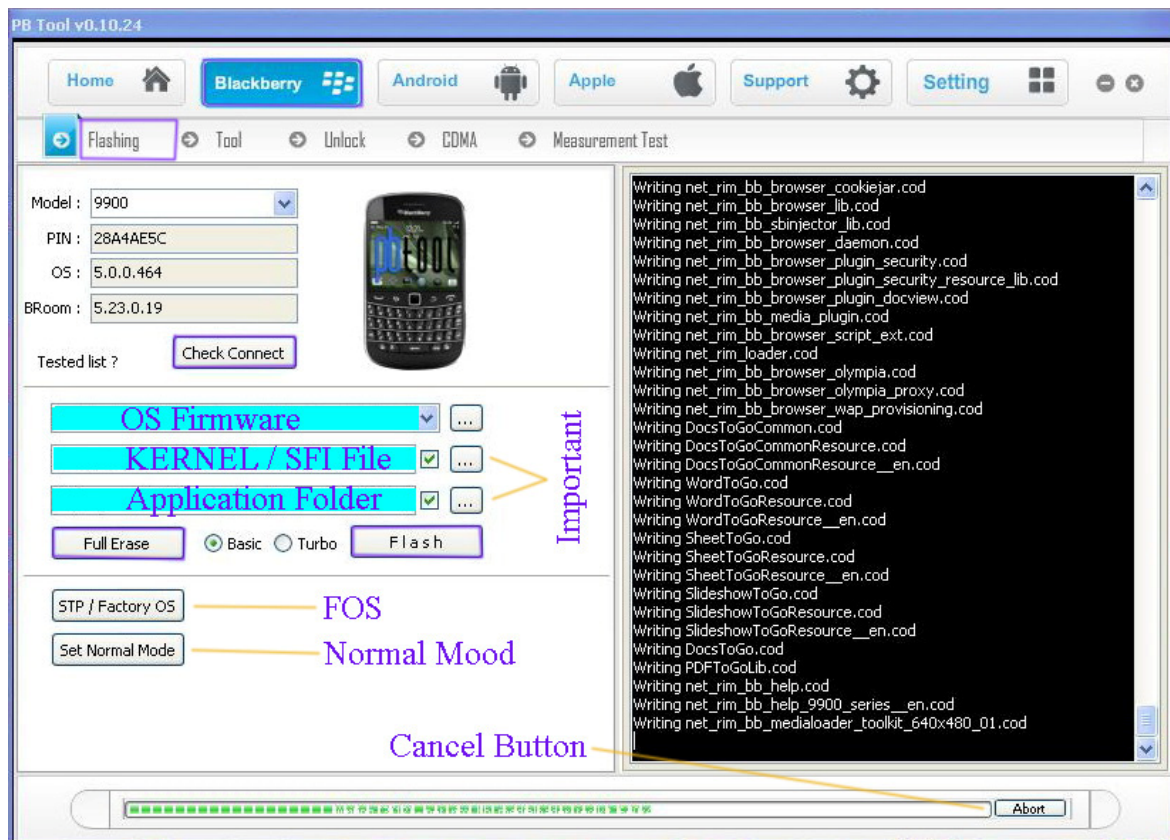 PB Tool v0.10.24
Home Blackberry Android Apple Support Setting
Flashing Tool Unlock CDMA Measurement Test
Model : 9900
PIN : 28A4AE5C
OS : 5.0.0.464
BRoom : 5.23.0.19
Tested list ? Check Connect
pbtool
OS Firmware ...
KERNEL / SFI File ...
Application Folder ...
Important
Full Erase Basic Turbo Flash
STP / Factory OS FOS
Set Normal Mode Normal Mood
Writing net_rim_bb_browser_cookiejar.cod
Writing net_rim_bb_browser_lib.cod
Writing net_rim_bb_sbinjector_lib.cod
Writing net_rim_bb_browser_daemon.cod
Writing net_rim_bb_browser_plugin_security.cod
Writing net_rim_bb_browser_plugin_security_resource_lib.cod
Writing net_rim_bb_browser_plugin_docview.cod
Writing net_rim_bb_media_plugin.cod
Writing net_rim_bb_browser_script_ext.cod
Writing net_rim_loader.cod
Writing net_rim_bb_browser_olympia.cod
Writing net_rim_bb_browser_olympia_proxy.cod
Writing net_rim_bb_browser_wap_provisioning.cod
Writing DocsToGoCommon.cod
Writing DocsToGoCommonResource.cod
Writing DocsToGoCommonResource__en.cod
Writing WordToGo.cod
Writing WordToGoResource.cod
Writing WordToGoResource__en.cod
Writing SheetToGo.cod
Writing SheetToGoResource.cod
Writing SheetToGoResource__en.cod
Writing SlideshowToGo.cod
Writing SlideshowToGoResource.cod
Writing SlideshowToGoResource__en.cod
Writing DocsToGo.cod
Writing PDFToGoLib.cod
Writing net_rim_bb_help.cod
Writing net_rim_bb_help_9900_series__en.cod
Writing net_rim_bb_medialoader_toolkit_640x480_01.cod
Cancel Button
Abort